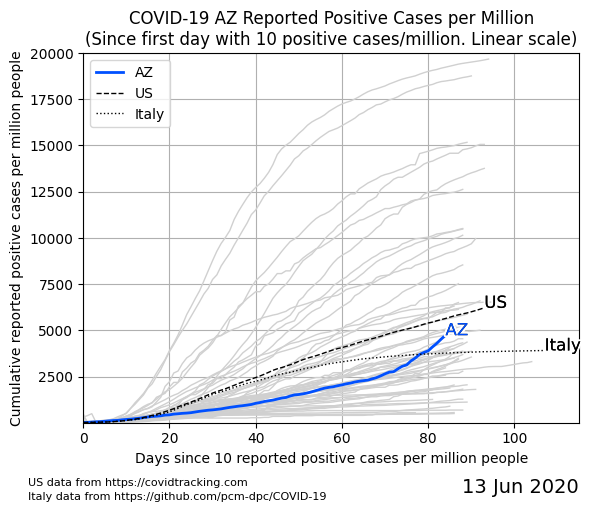 COVID-19 AZ Reported Positive Cases per Million
(Since first day with 10 positive cases/million. Linear scale)
Cumulative reported positive cases per million people
20000
17500
15000
12500
10000
7500
5000
2500
AZ
US
Italy
US
AZ
Italy
0
20
40
60
80
100
Days since 10 reported positive cases per million people
US data from https://covidtracking.com
Italy data from https://github.com/pcm-dpc/COVID-19
13 Jun 2020